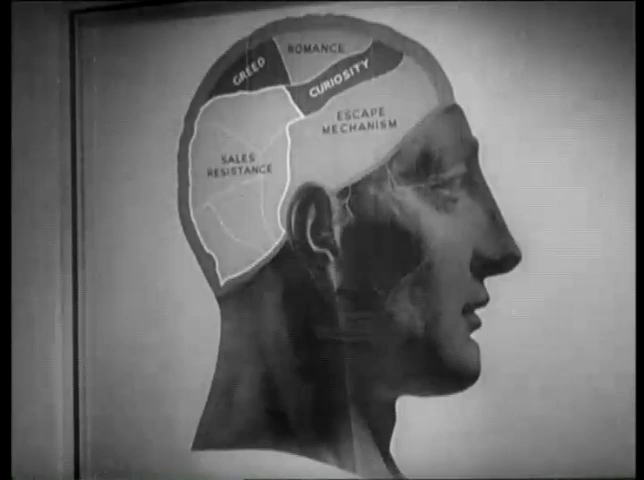 ROMANCE
GREED
CURIOSITY
ESCAPE
MECHANISM
SALES
RESISTANCE